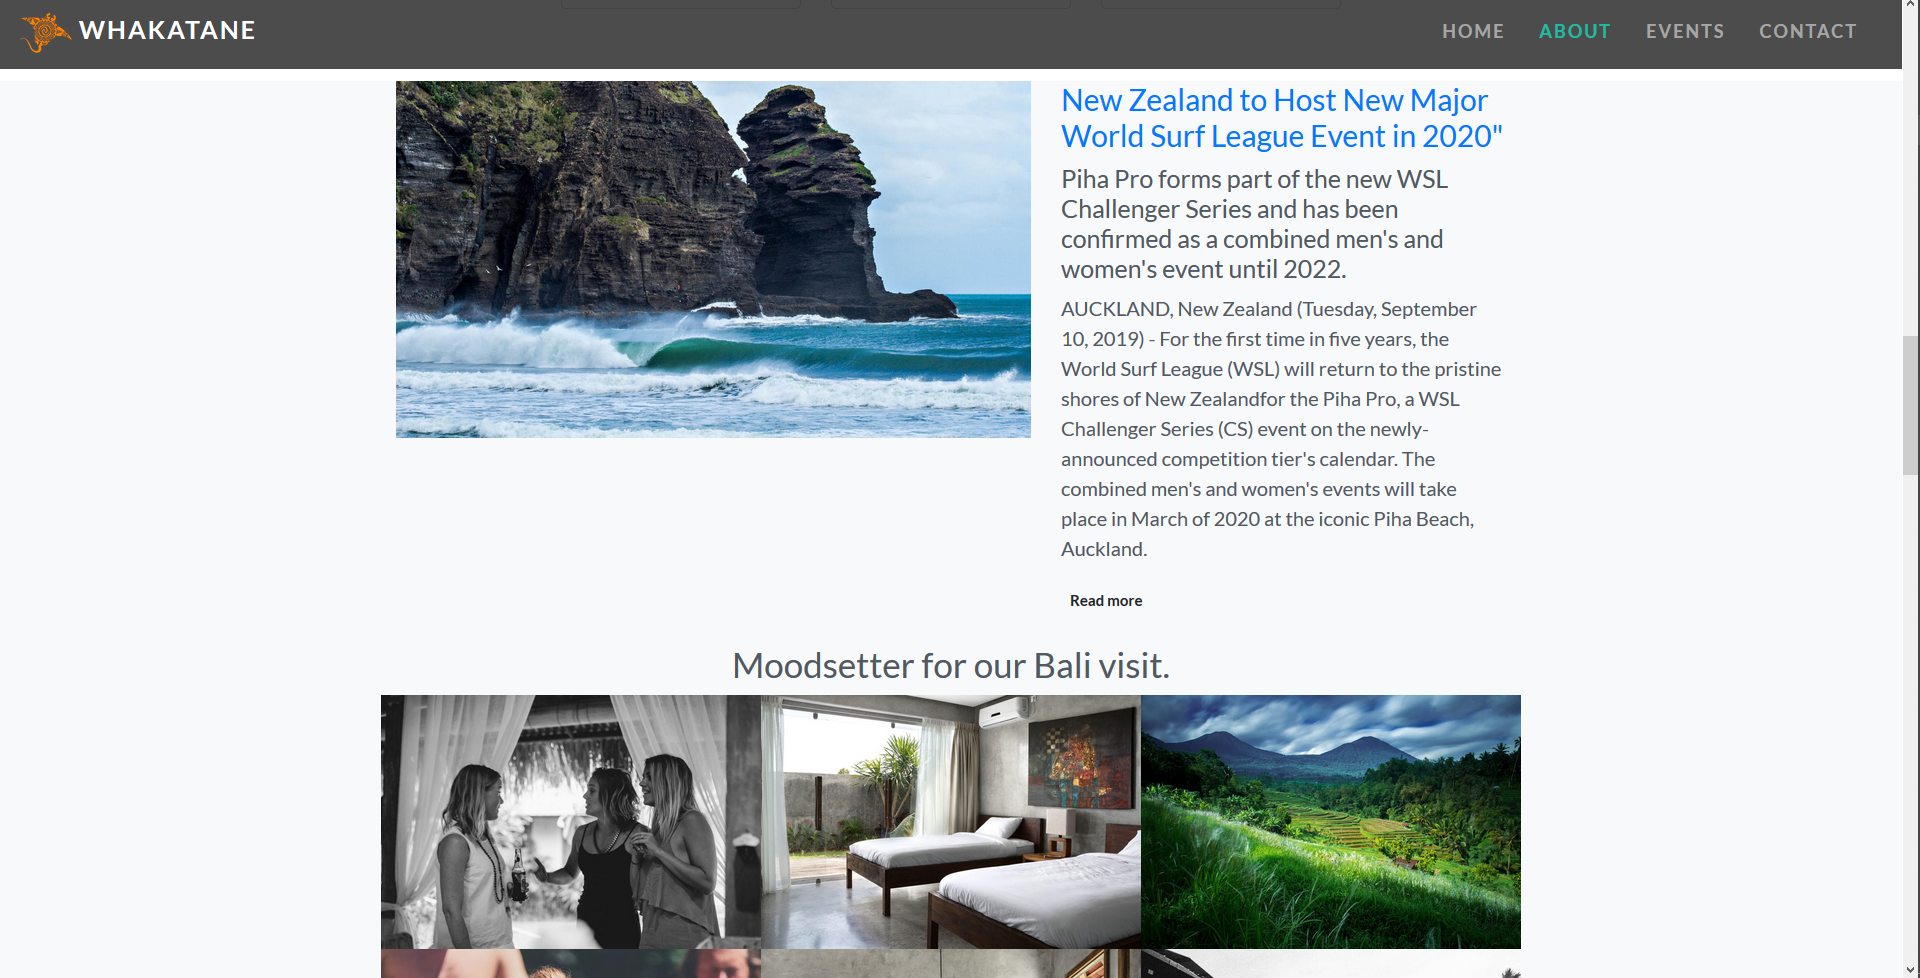 WHAKATANE
HOME ABOUT EVENTS CONTACT
New Zealand to Host New Major
World Surf League Event in 2020"
Piha Pro forms part of the new WSL
Challenger Series and has been
confirmed as a combined men's and
women's event until 2022.
AUCKLAND, New Zealand (Tuesday, September
10, 2019) - For the first time in five years, the
World Surf League (WSL) will return to the pristine
shores of New Zealandfor the Piha Pro, a WSL
Challenger Series (CS) event on the newly-
announced competition tier's calendar. The
combined men's and women's events will take
place in March of 2020 at the iconic Piha Beach,
Auckland.
Read more
Moodsetter for our Bali visit.